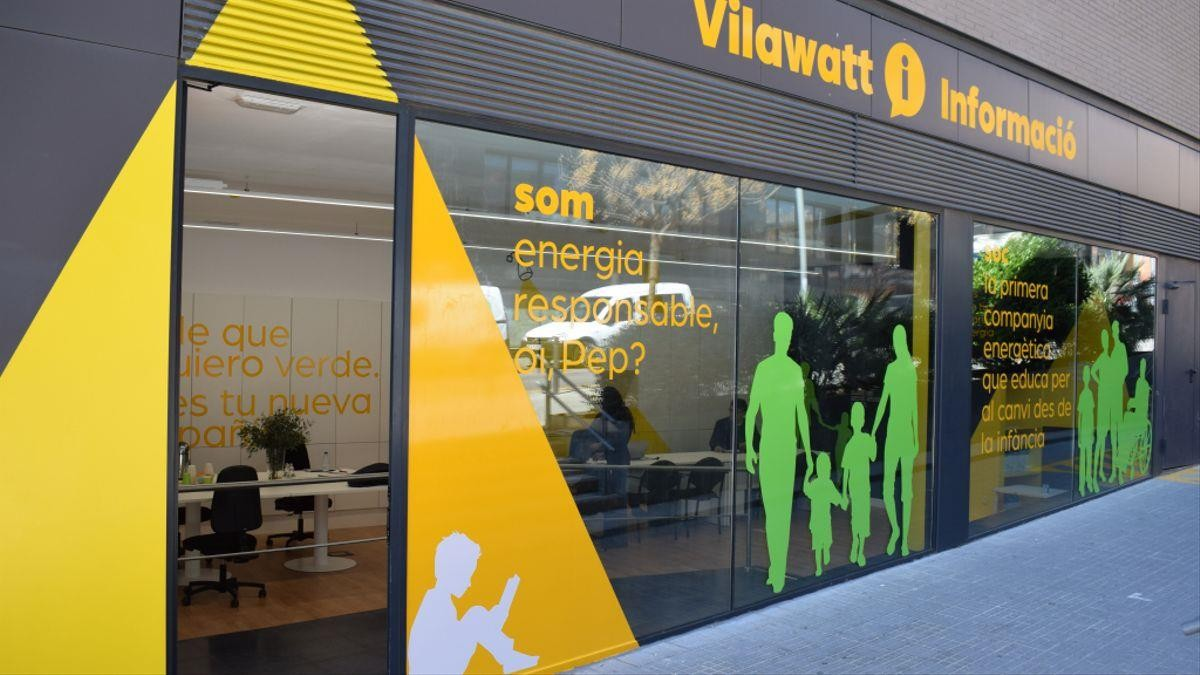 Vilawatt i Informació
som
energia
responsable,
oi, Pep?
soc
la primera
companyia
energètica
que educa per
al canvi des de
la infància
de que
uiero verde.
es tu nueva